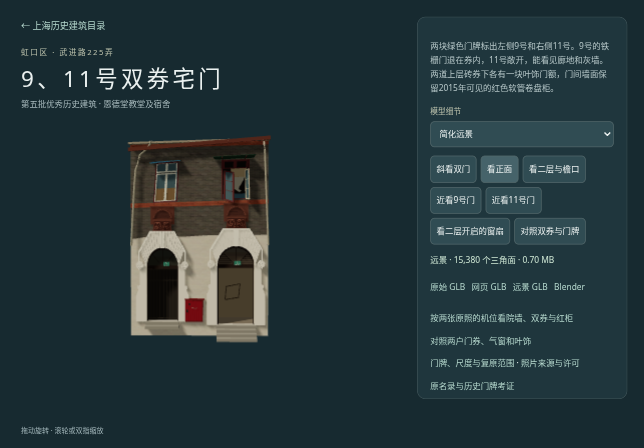 ← 上海历史建筑目录
虹口区 · 武进路225弄
9、11号双券宅门
第五批优秀历史建筑 · 恩德堂教堂及宿舍
拖动旋转 · 滚轮或双指缩放
两块绿色门牌标出左侧9号和右侧11号。9号的铁
栅门退在券内，11号敞开，能看见廊地和灰墙。
两道上层砖券下各有一块叶饰门额，门间墙面保
留2015年可见的红色软管卷盘柜。
模型细节
简化远景
斜看双门 看正面 看二层与檐口
近看9号门 近看11号门
看二层开启的窗扇 对照双券与门牌
远景 · 15,380 个三角面 · 0.70 MB
原始 GLB 网页 GLB 远景 GLB Blender
按两张原照的机位看院墙、双券与红柜
对照两户门券、气窗和叶饰
门牌、尺度与复原范围 · 照片来源与许可
原名录与历史门牌考证